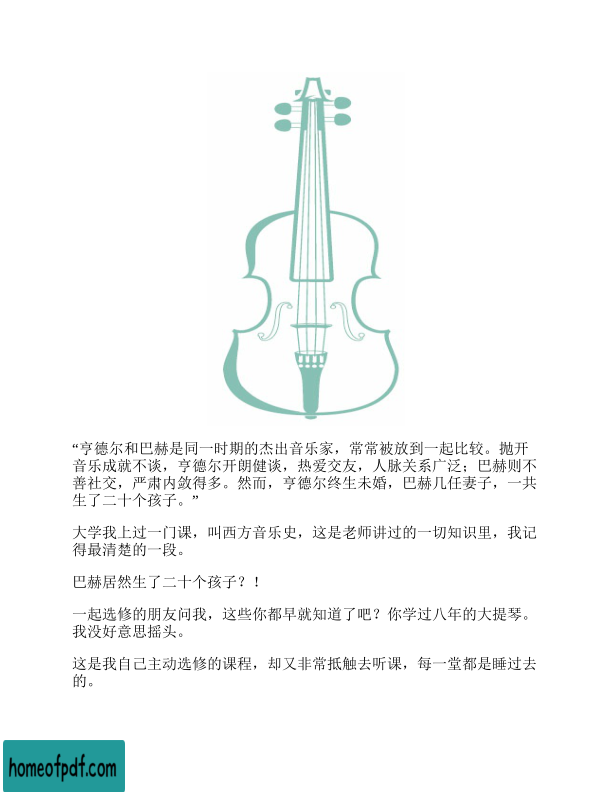 “亨德尔和巴赫是同一时期的杰出音乐家，常常被放到一起比较。抛开
音乐成就不谈，亨德尔开朗健谈，热爱交友，人脉关系广泛；巴赫则不
善社交，严肃内敛得多。然而，亨德尔终生未婚，巴赫几任妻子，一共
生了二十个孩子。”
大学我上过一门课，叫西方音乐史，这是老师讲过的一切知识里，我记
得最清楚的一段。
巴赫居然生了二十个孩子？！
一起选修的朋友问我，这些你都早就知道了吧？你学过八年的大提琴。
我没好意思摇头。
这是我自己主动选修的课程，却又非常抵触去听课，每一堂都是睡过去
的。
homeofpdf.com